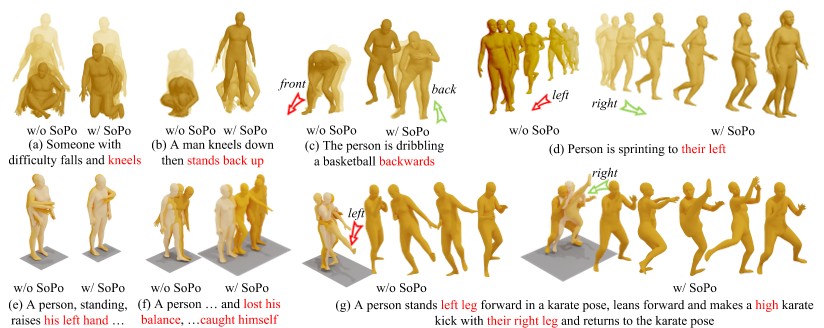 front
back
left
right
w/o SoPo w/ SoPo
w/o SoPo w/ SoPo
w/o SoPo w/ SoPo
w/o SoPo
w/ SoPo
(a) Someone with
difficulty falls and kneels
(b) A man kneels down
then stands back up
(c) The person is dribbling
a basketball backwards
(d) Person is sprinting to their left
left
right
w/o SoPo w/ SoPo
w/o SoPo w/ SoPo
w/o SoPo
w/ SoPo
(e) A person, standing,
raises his left hand …
(f) A person … and lost his
balance, …caught himself
(g) A person stands left leg forward in a karate pose, leans forward and makes a high karate
kick with their right leg and returns to the karate pose